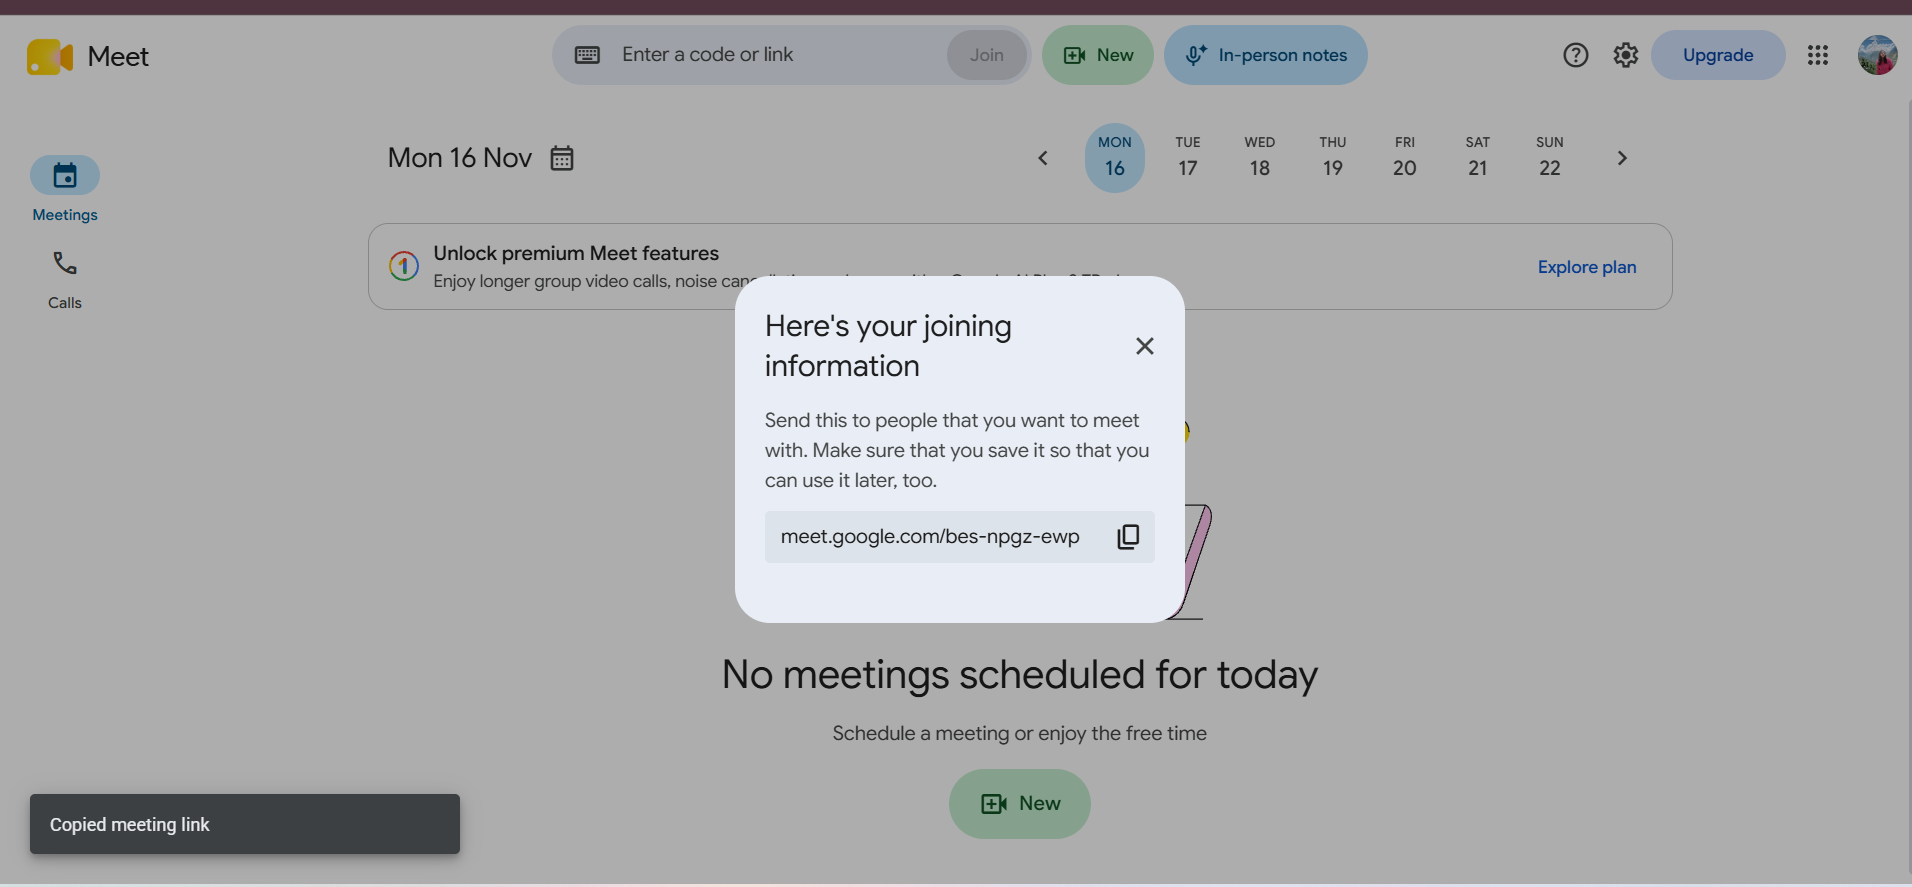 Meet
Enter a code or link
Join
New
In-person notes
Upgrade
Meetings
Calls
Mon 16 Nov
MON
16
TUE
17
WED
18
THU
19
FRI
20
SAT
21
SUN
22
Unlock premium Meet features
Enjoy longer group video calls, noise
Explore plan
Here's your joining
information
Send this to people that you want to meet
with. Make sure that you save it so that you
can use it later, too.
meet.google.com/bes-npgz-ewp
No meetings scheduled for today
Schedule a meeting or enjoy the free time
New
Copied meeting link